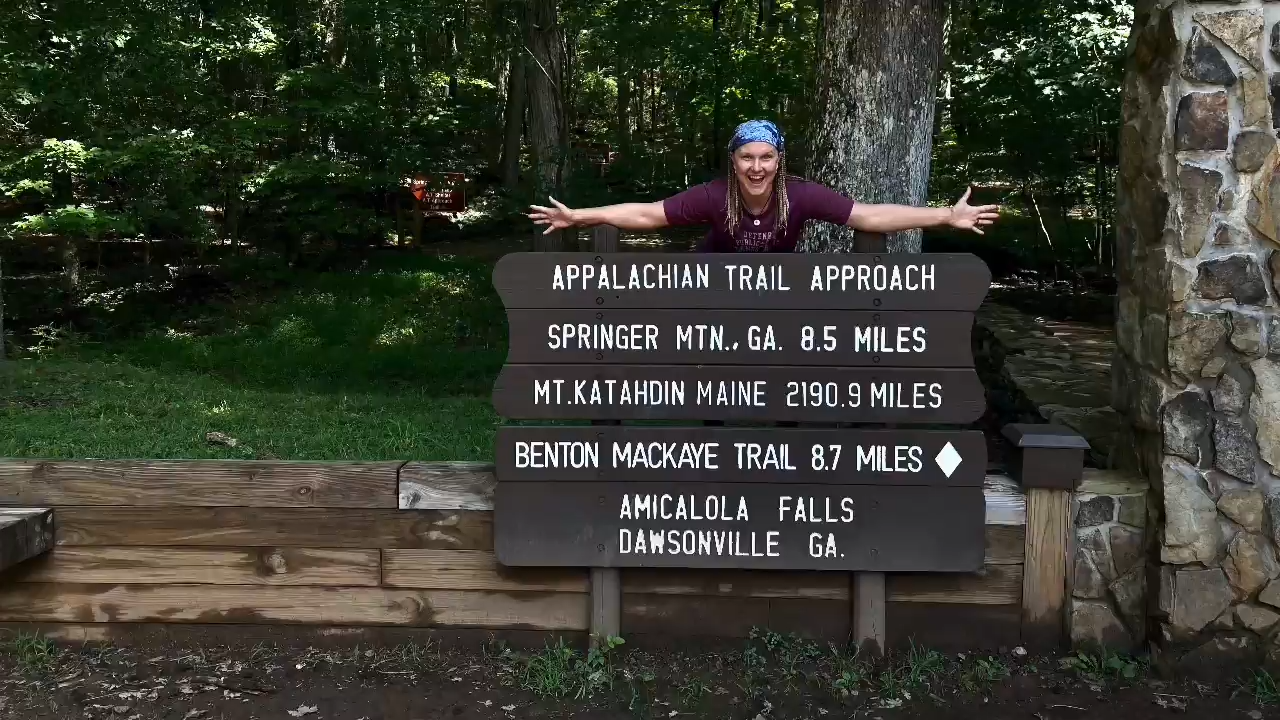 APPALACHIAN TRAIL APPROACH
SPRINGER MTN., GA. 8.5 MILES
MT. KATAHDIN MAINE 2190.9 MILES
BENTON MACKAYE TRAIL 8.7 MILES
AMICALOLA FALLS
DAWSONVILLE GA.